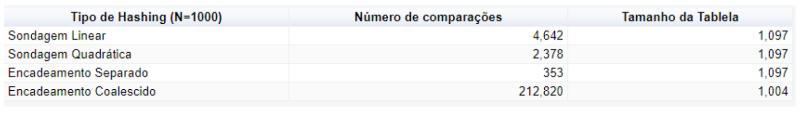 Tipo de Hashing (N=1000) Número de comparações Tamanho da Tablela
Sondagem Linear 4,642 1,097
Sondagem Quadrática 2,378 1,097
Encadeamento Separado 353 1,097
Encadeamento Coalescido 212,820 1,004